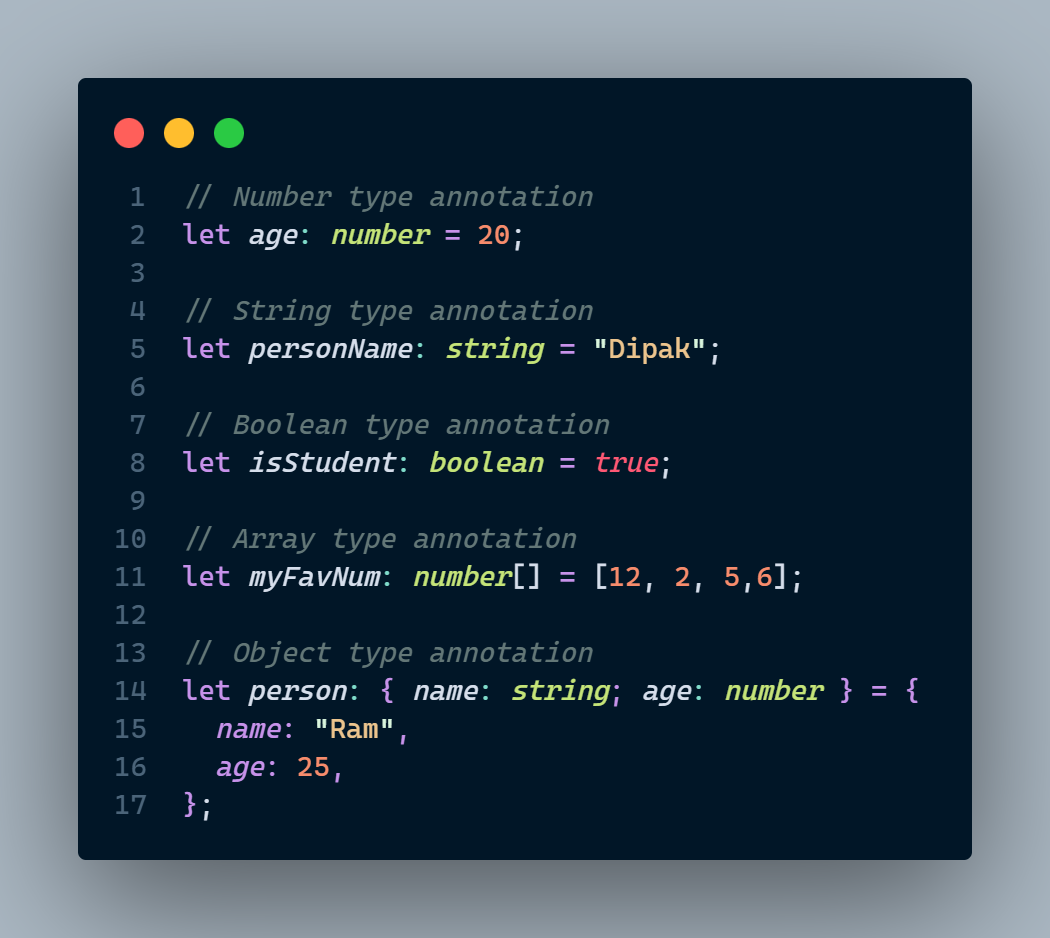 1 // Number type annotation
2 let age: number = 20;
3
4 // String type annotation
5 let personName: string = "Dipak";
6
7 // Boolean type annotation
8 let isStudent: boolean = true;
9
10 // Array type annotation
11 let myFavNum: number[] = [12, 2, 5,6];
12
13 // Object type annotation
14 let person: { name: string; age: number } = {
15   name: "Ram",
16   age: 25,
17 };